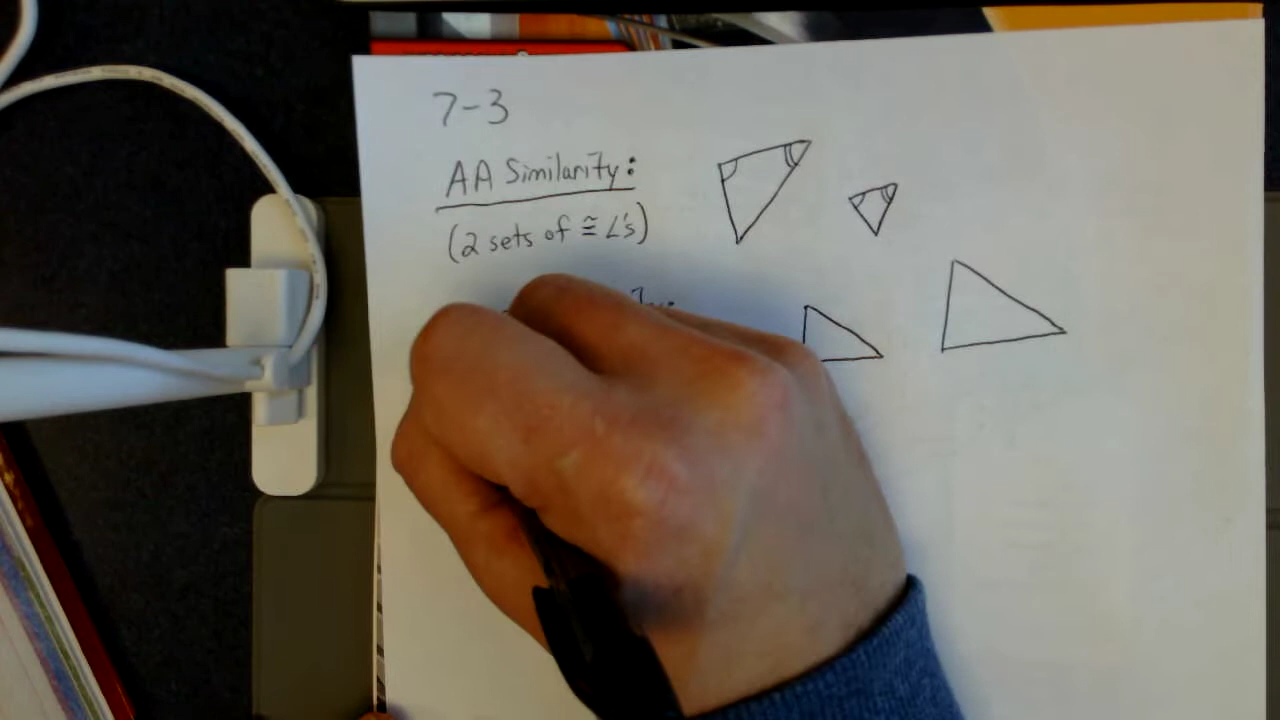 7-3
AA Similarity:
(2 sets of ≅ ∠'s)